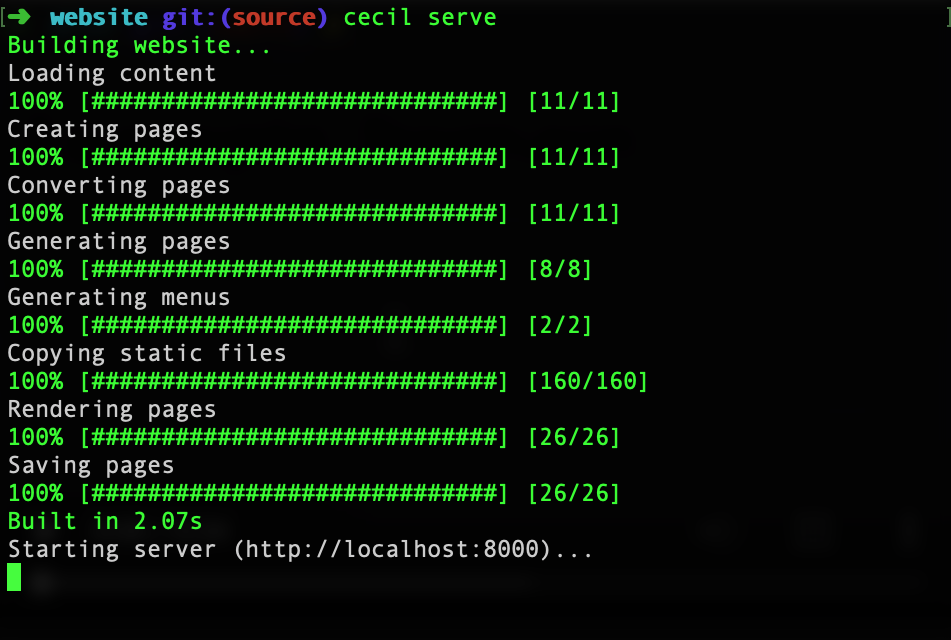 [➜ website git:(source) cecil serve ]
Building website...
Loading content
100% [#############################] [11/11]
Creating pages
100% [#############################] [11/11]
Converting pages
100% [#############################] [11/11]
Generating pages
100% [#############################] [8/8]
Generating menus
100% [#############################] [2/2]
Copying static files
100% [#############################] [160/160]
Rendering pages
100% [#############################] [26/26]
Saving pages
100% [#############################] [26/26]
Built in 2.07s
Starting server (http://localhost:8000)...